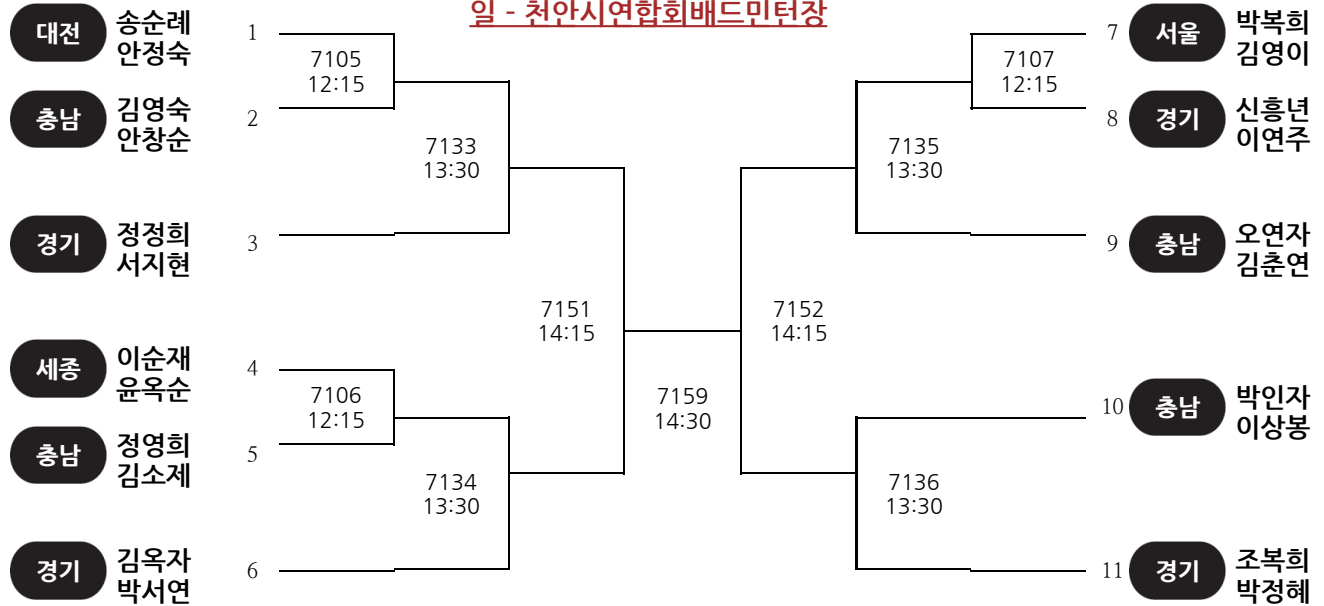 일 - 천안시연합회배드민턴장
대전 송순례 안정숙 1
충남 김영숙 안창순 2
7105
12:15
7133
13:30
경기 정정희 서지현 3
7151
14:15
세종 이순재 윤옥순 4
7106
12:15
충남 정영희 김소제 5
7134
13:30
경기 김옥자 박서연 6
7159
14:30
7 서울 박복희 김영이
7107
12:15
8 경기 신흥년 이연주
7135
13:30
9 충남 오연자 김춘연
7152
14:15
10 충남 박인자 이상봉
7136
13:30
11 경기 조복희 박정혜